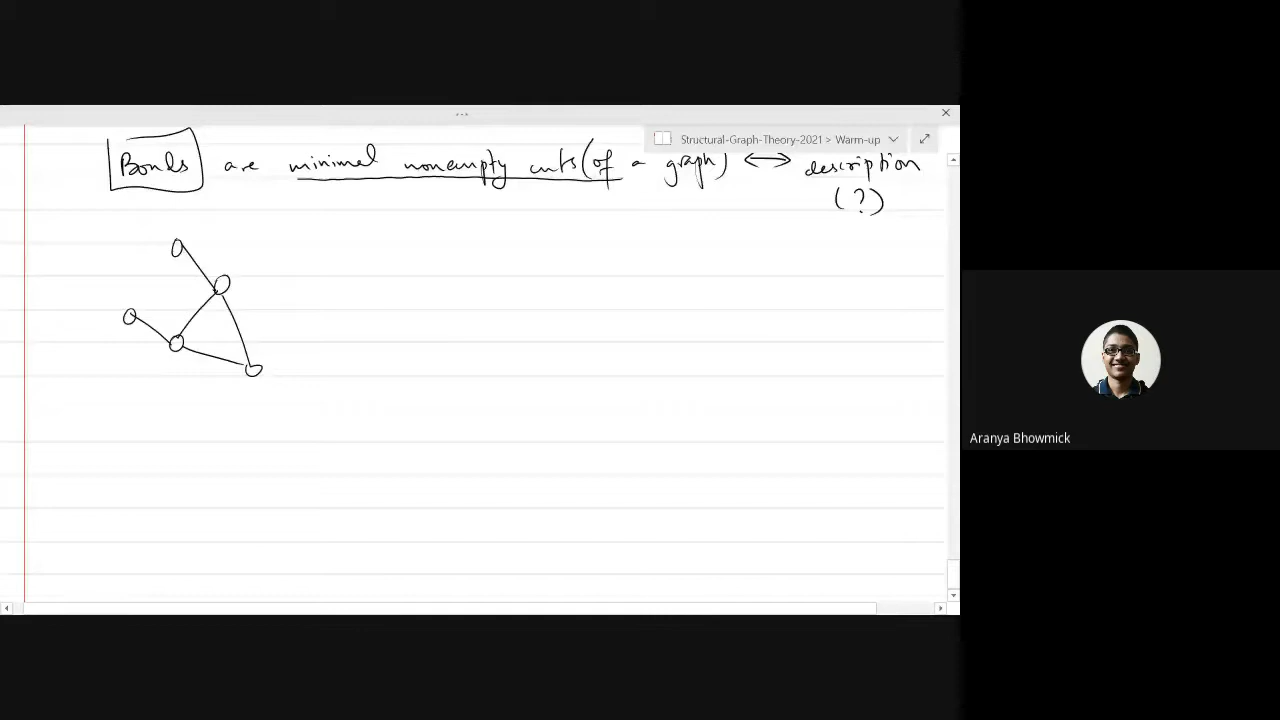 Structural-Graph-Theory-2021 > Warm-up
Bonds are minimal nonempty cuts (of a graph) ↔ description
(?)
Aranya Bhowmick